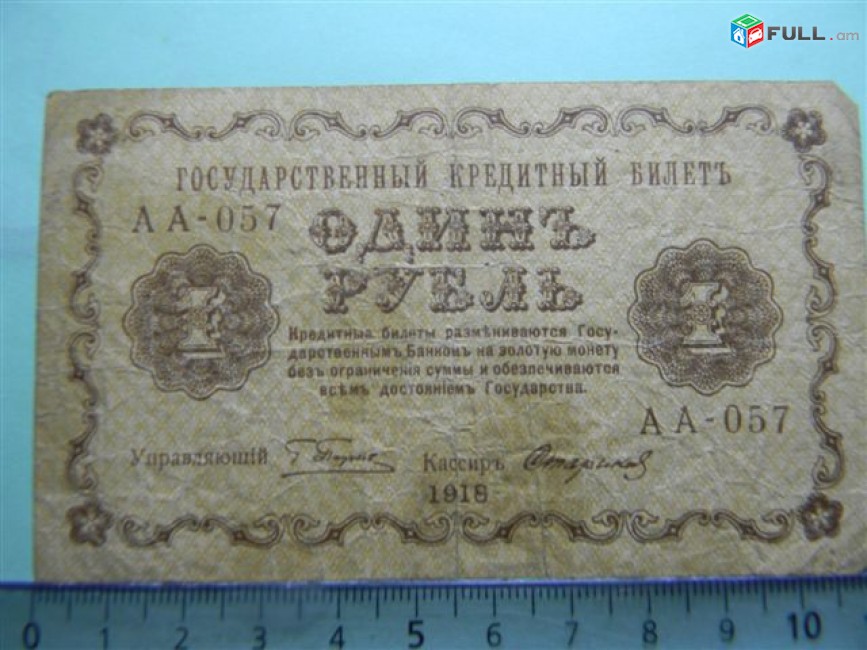 FULL.am
ГОСУДАРСТВЕННЫЙ КРЕДИТНЫЙ БИЛЕТЪ
АА-057
ОДИНЪ
РУБЛЬ
1 1
Кредитные билеты размѣниваются Госу-
дарственнымъ Банкомъ на золотую монету
безъ ограниченія суммы и обезпечиваются
всѣмъ достояніемъ Государства.
АА-057
Управляющій Кассиръ
1918
0 1 2 3 4 5 6 7 8 9 10